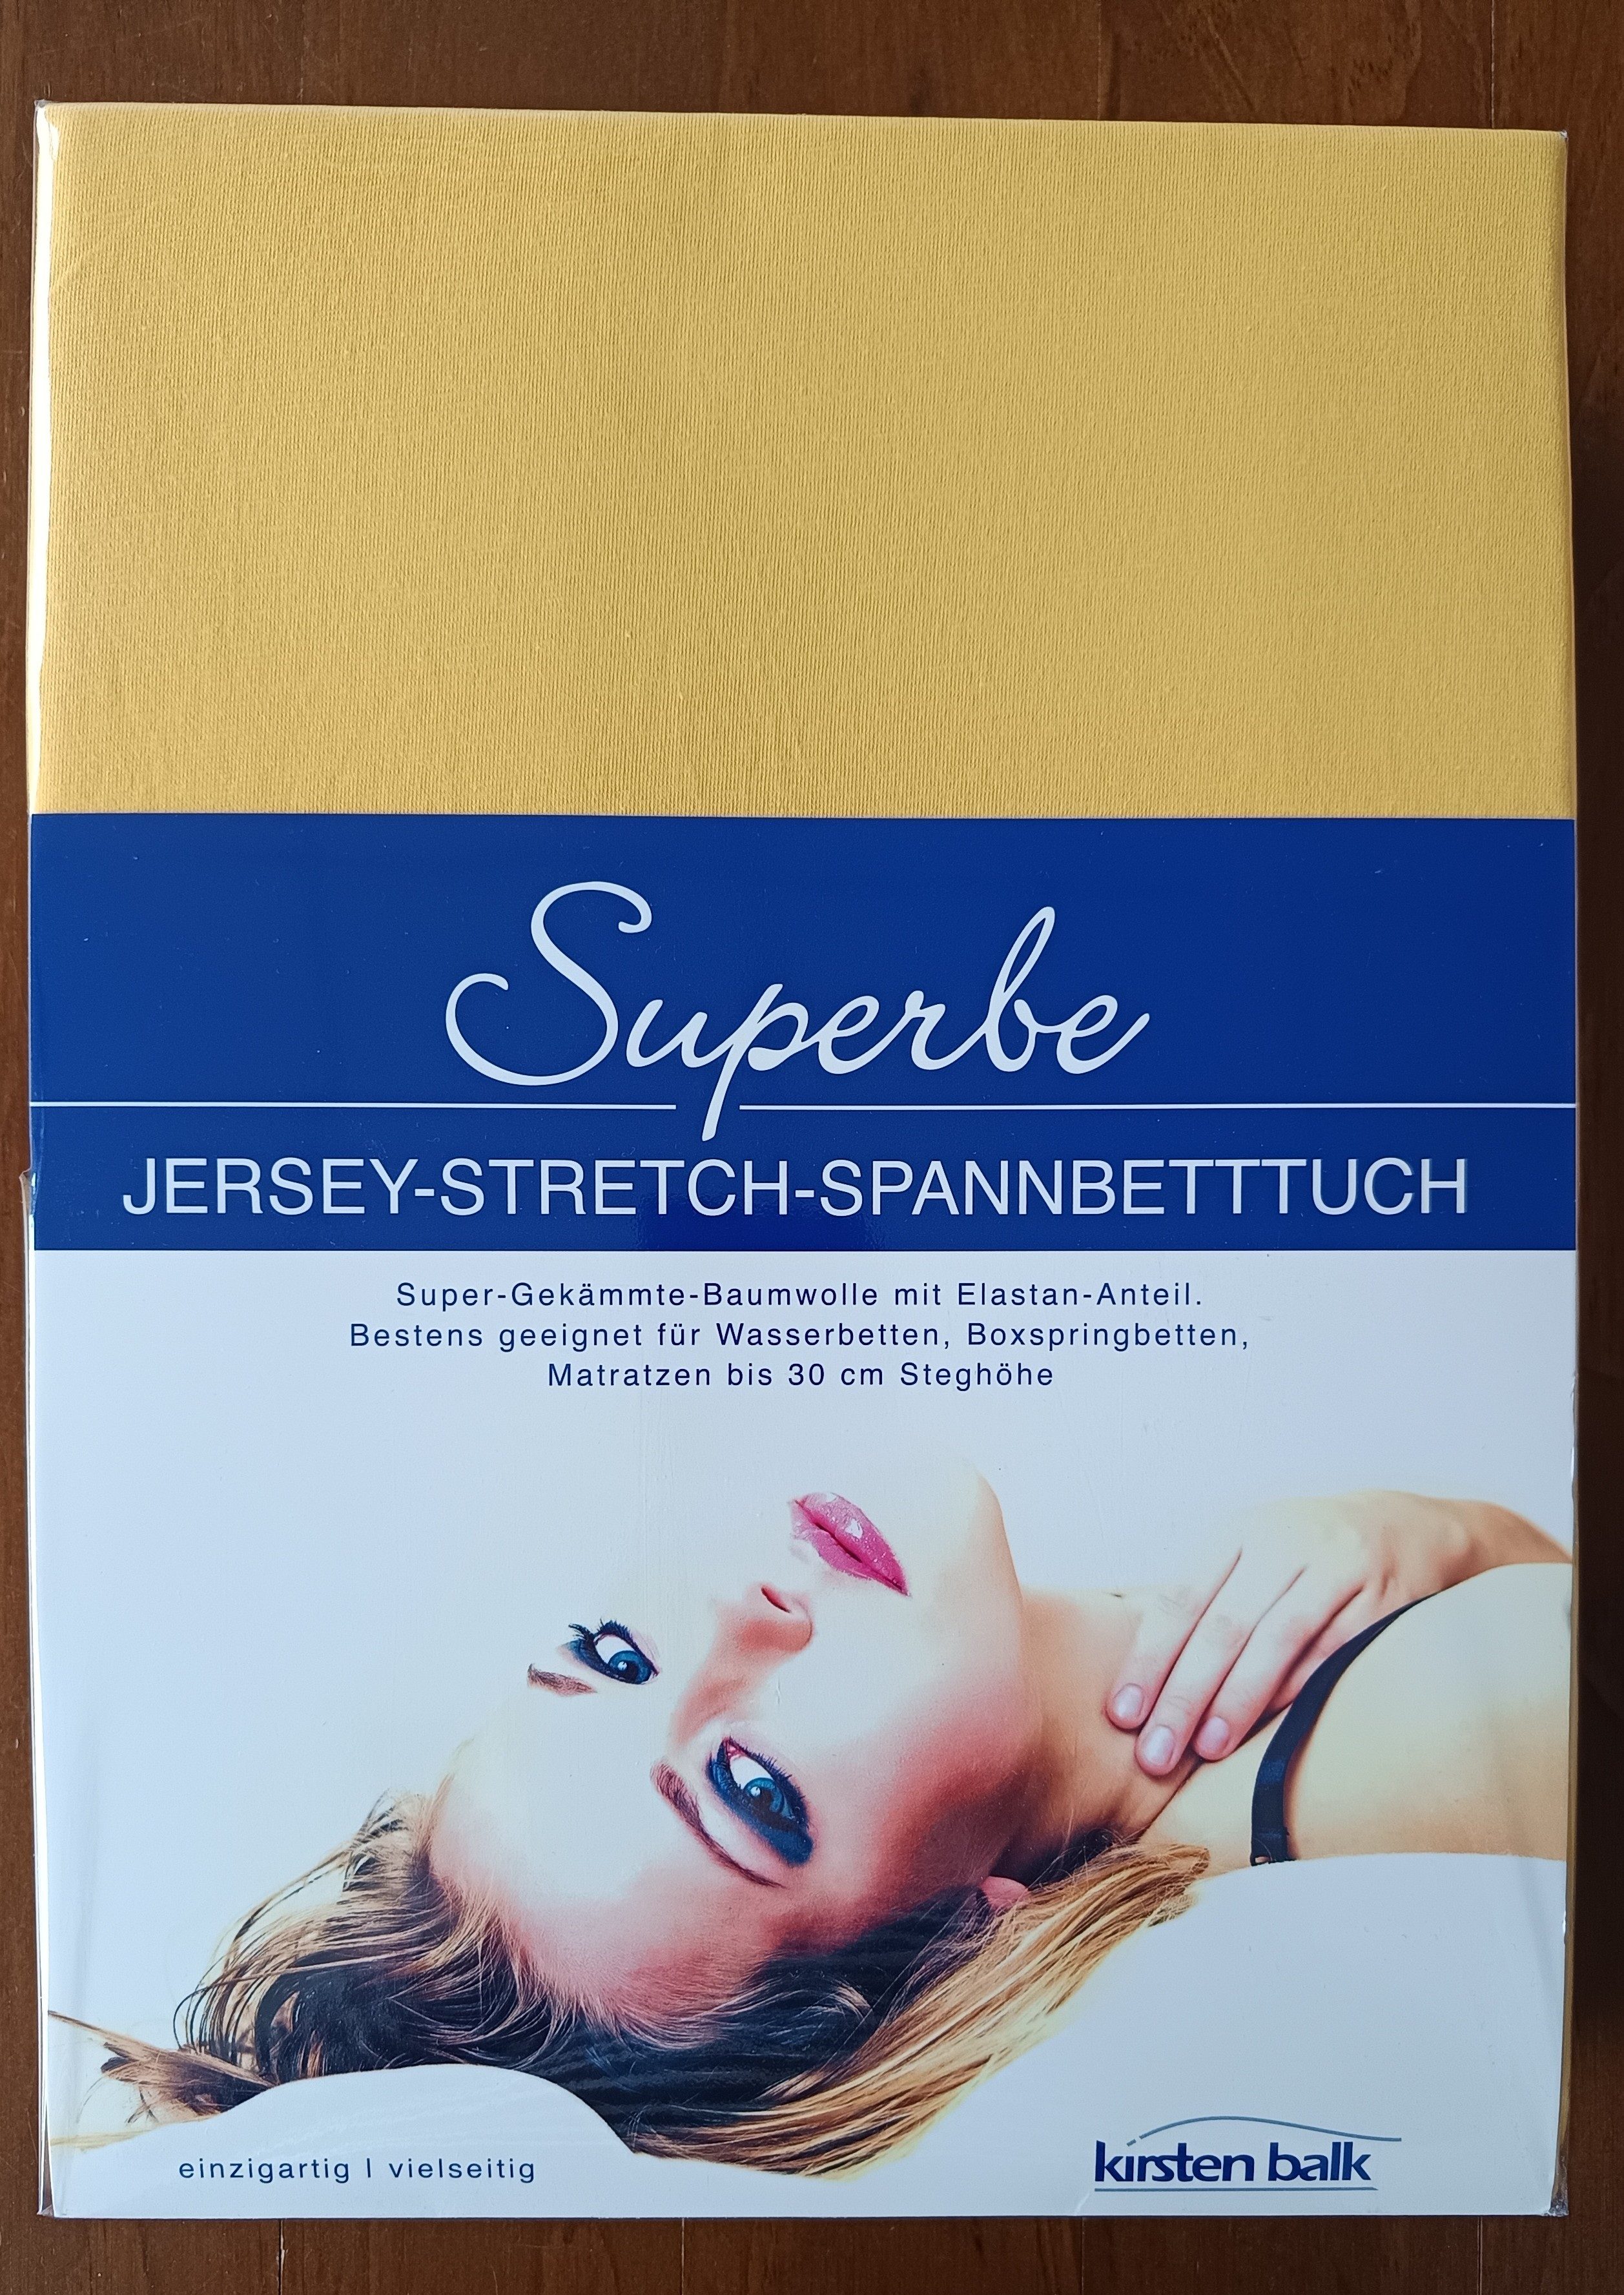 Superbe
JERSEY-STRETCH-SPANNBETTTUCH
Super-Gekämmte-Baumwolle mit Elastan-Anteil.
Bestens geeignet für Wasserbetten, Boxspringbetten,
Matratzen bis 30 cm Steghöhe
einzigartig I vielseitig
kirsten balk